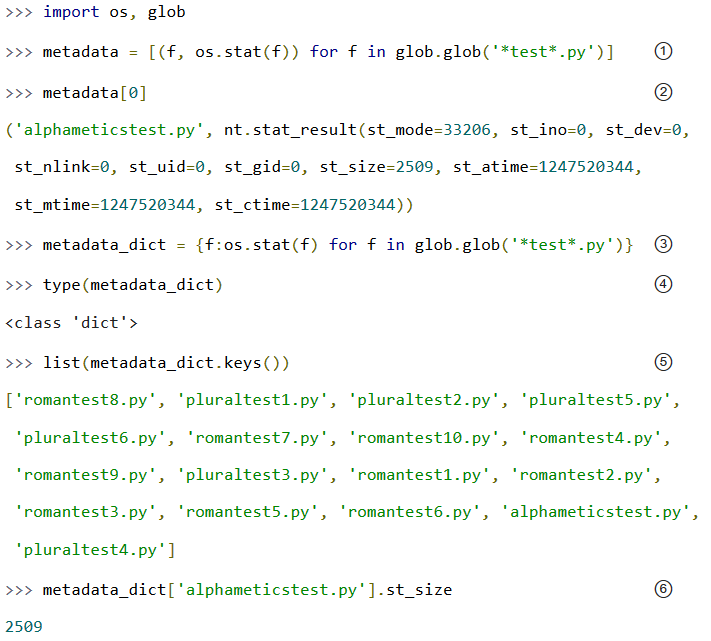 >>> import os, glob
>>> metadata = [(f, os.stat(f)) for f in glob.glob('*test*.py')] ①
>>> metadata[0] ②
('alphameticstest.py', nt.stat_result(st_mode=33206, st_ino=0, st_dev=0,
 st_nlink=0, st_uid=0, st_gid=0, st_size=2509, st_atime=1247520344,
 st_mtime=1247520344, st_ctime=1247520344))
>>> metadata_dict = {f:os.stat(f) for f in glob.glob('*test*.py')} ③
>>> type(metadata_dict) ④
<class 'dict'>
>>> list(metadata_dict.keys()) ⑤
['romantest8.py', 'pluraltest1.py', 'pluraltest2.py', 'pluraltest5.py',
 'pluraltest6.py', 'romantest7.py', 'romantest10.py', 'romantest4.py',
 'romantest9.py', 'pluraltest3.py', 'romantest1.py', 'romantest2.py',
 'romantest3.py', 'romantest5.py', 'romantest6.py', 'alphameticstest.py',
 'pluraltest4.py']
>>> metadata_dict['alphameticstest.py'].st_size ⑥
2509